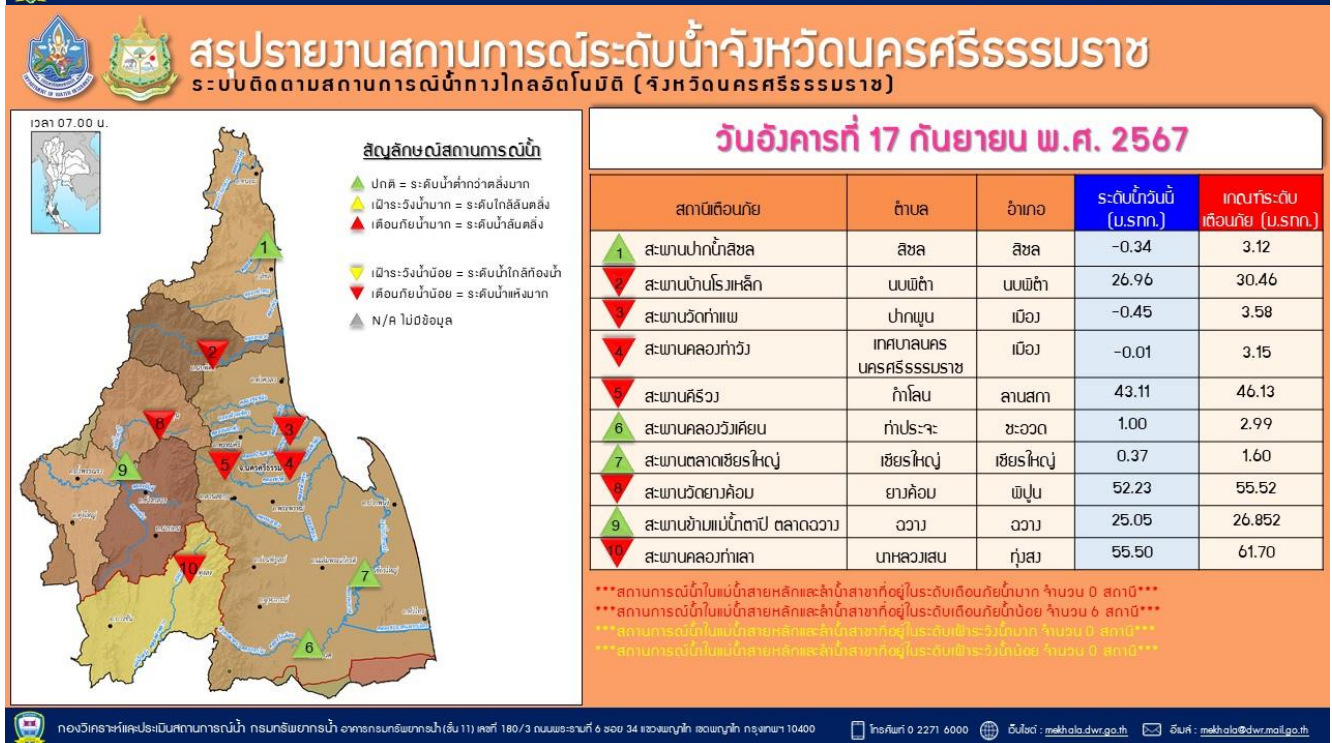 สรุปรายงานสถานการณ์ระดับน้ำจังหวัดนครศรีธรรมราช
ระบบติดตามสถานการณ์น้ำทางไกลอัตโนมัติ (จังหวัดนครศรีธรรมราช)
เวลา 07.00 น.
สัญลักษณ์สถานการณ์น้ำ
ปกติ = ระดับน้ำต่ำกว่าตลิ่งมาก
เฝ้าระวังน้ำมาก = ระดับใกล้ล้นตลิ่ง
เตือนภัยน้ำมาก = ระดับน้ำล้นตลิ่ง
เฝ้าระวังน้ำน้อย = ระดับน้ำใกล้ท้องน้ำ
เตือนภัยน้ำน้อย = ระดับน้ำแห้งมาก
N/A ไม่มีข้อมูล
1
2
8
3
9
5
4
10
7
6
วันอังคารที่ 17 กันยายน พ.ศ. 2567
สถานีเตือนภัย ตำบล อำเภอ ระดับน้ำวันนี้ (ม.รทก.) เกณฑ์ระดับเตือนภัย (ม.รทก.)
1 สะพานปากน้ำสิชล สิชล สิชล -0.34 3.12
2 สะพานบ้านโรงเหล็ก นบพิตำ นบพิตำ 26.96 30.46
3 สะพานวัดท่าแพ ปากพูน เมือง -0.45 3.58
4 สะพานคลองท่าวัง เทศบาลนครนครศรีธรรมราช เมือง -0.01 3.15
5 สะพานคีรีวง กำโลน ลานสกา 43.11 46.13
6 สะพานคลองวังเคียน ท่าประจะ ชะอวด 1.00 2.99
7 สะพานตลาดเชียรใหญ่ เชียรใหญ่ เชียรใหญ่ 0.37 1.60
8 สะพานวัดยางค้อม ยางค้อม พิปูน 52.23 55.52
9 สะพานข้ามแม่น้ำตาปี ตลาดฉวาง ฉวาง ฉวาง 25.05 26.852
10 สะพานคลองท่าเลา นาหลวงเสน ทุ่งสง 55.50 61.70
***สถานการณ์น้ำในแม่น้ำสายหลักและลำน้ำสาขาที่อยู่ในระดับเตือนภัยน้ำมาก จำนวน 0 สถานี***
***สถานการณ์น้ำในแม่น้ำสายหลักและลำน้ำสาขาที่อยู่ในระดับเตือนภัยน้ำน้อย จำนวน 6 สถานี***
***สถานการณ์น้ำในแม่น้ำสายหลักและลำน้ำสาขาที่อยู่ในระดับเฝ้าระวังน้ำมาก จำนวน 0 สถานี***
***สถานการณ์น้ำในแม่น้ำสายหลักและลำน้ำสาขาที่อยู่ในระดับเฝ้าระวังน้ำน้อย จำนวน 0 สถานี***
กองวิเคราะห์และประเมินสถานการณ์น้ำ กรมทรัพยากรน้ำ อาคารกรมทรัพยากรน้ำ (ชั้น 11) เลขที่ 180/3 ถนนพระรามที่ 6 ซอย 34 แขวงพญาไท เขตพญาไท กรุงเทพฯ 10400 โทรศัพท์ 0 2271 6000 เว็บไซต์ : mekhala.dwr.go.th อีเมล์ : mekhala@dwr.mail.go.th